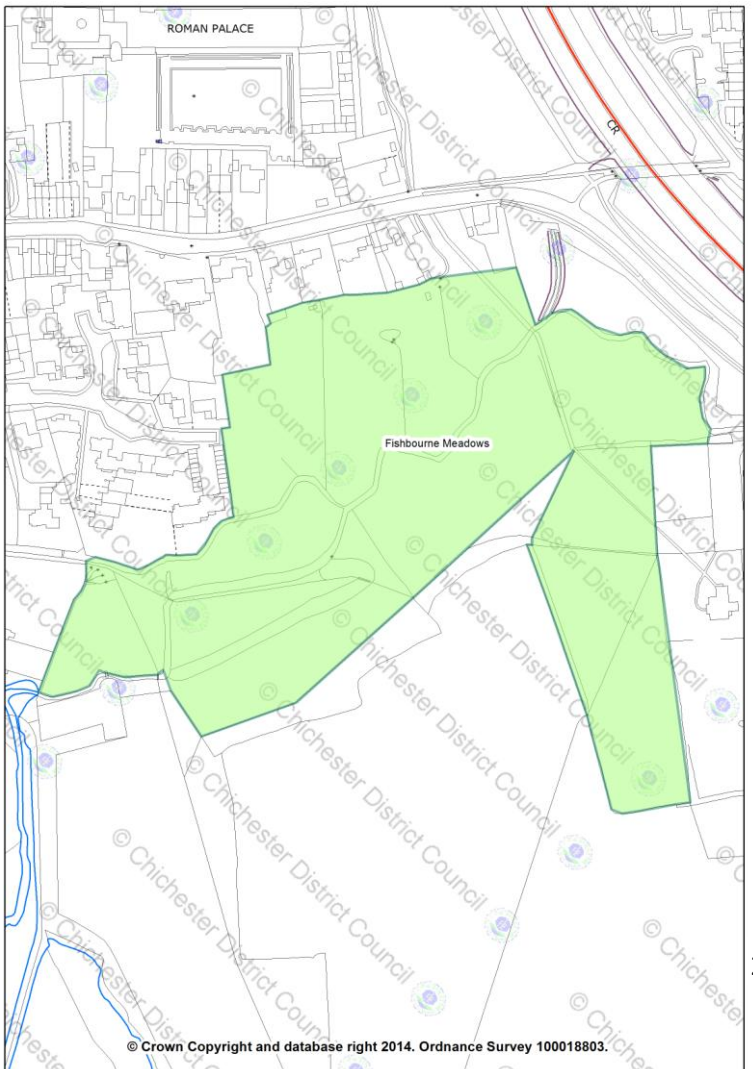 ROMAN PALACE
CR
Fishbourne Meadows
© Chichester District Council
© Crown Copyright and database right 2014. Ordnance Survey 100018803.